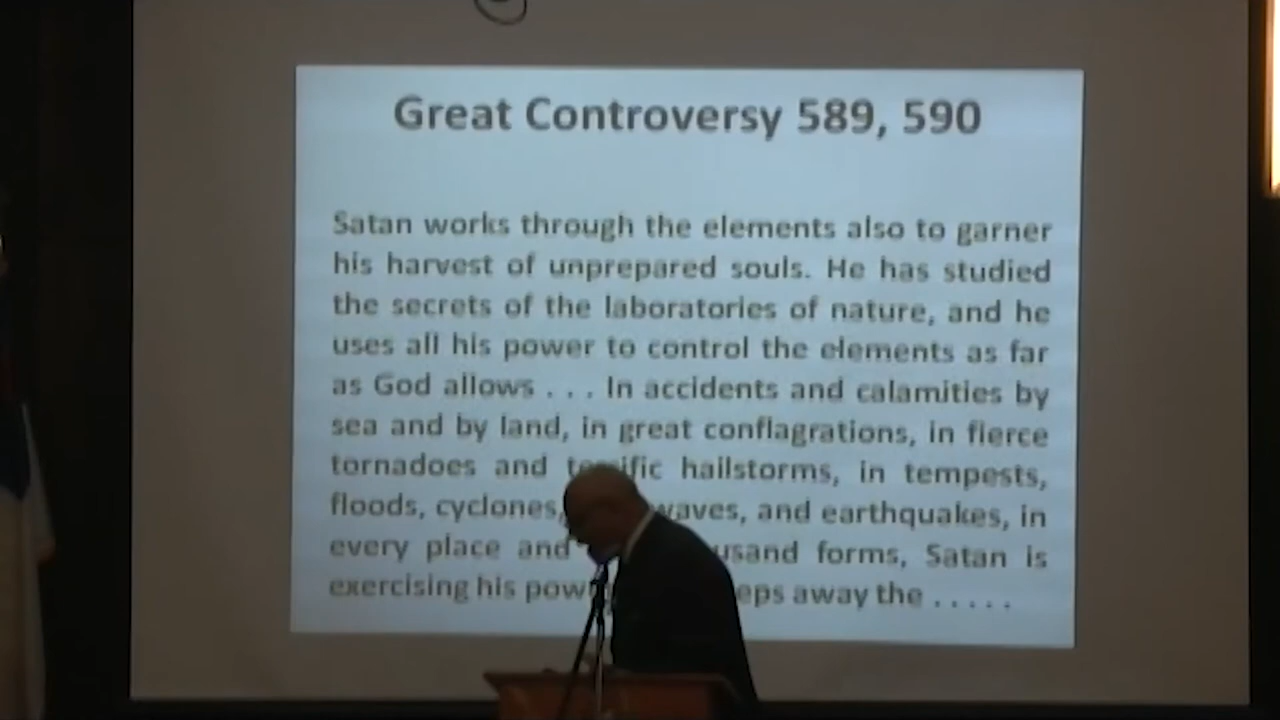 Great Controversy 589, 590
Satan works through the elements also to garner
his harvest of unprepared souls. He has studied
the secrets of the laboratories of nature, and he
uses all his power to control the elements as far
as God allows . . . In accidents and calamities by
sea and by land, in great conflagrations, in fierce
tornadoes and terrific hailstorms, in tempests,
floods, cyclones, waves, and earthquakes, in
every place and forms, Satan is
exercising his away the . . . . .